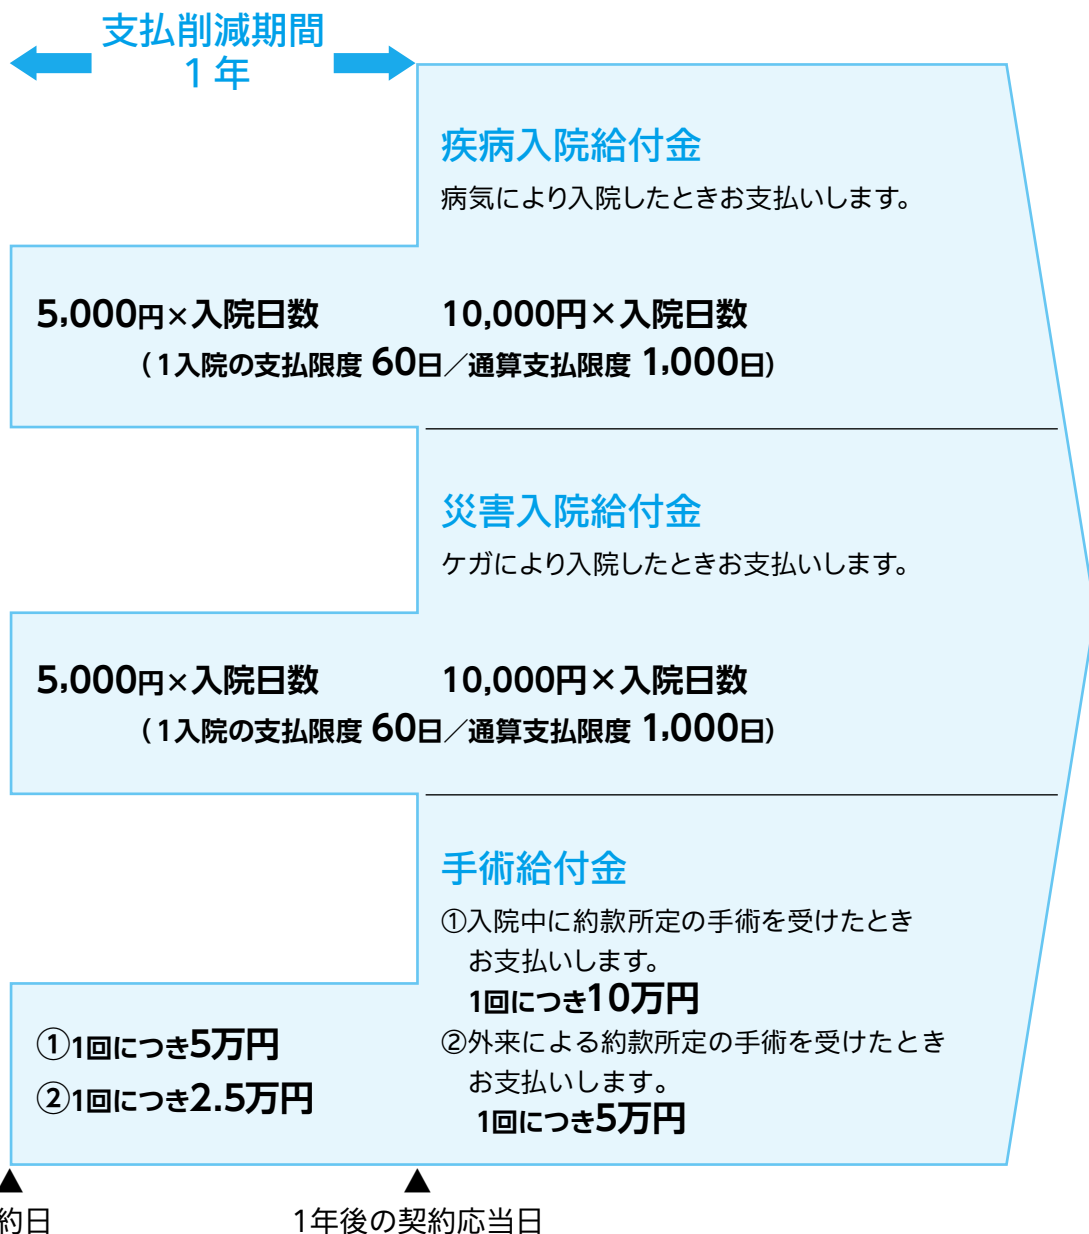 支払削減期間
1年
疾病入院給付金
病気により入院したときお支払いします。
5,000円×入院日数
10,000円×入院日数
(1入院の支払限度 60日／通算支払限度 1,000日)
災害入院給付金
ケガにより入院したときお支払いします。
5,000円×入院日数
10,000円×入院日数
(1入院の支払限度 60日／通算支払限度 1,000日)
手術給付金
①入院中に約款所定の手術を受けたとき
お支払いします。
1回につき10万円
②外来による約款所定の手術を受けたとき
お支払いします。
1回につき5万円
①1回につき5万円
②1回につき2.5万円
▲
▲
約日
1年後の契約応当日